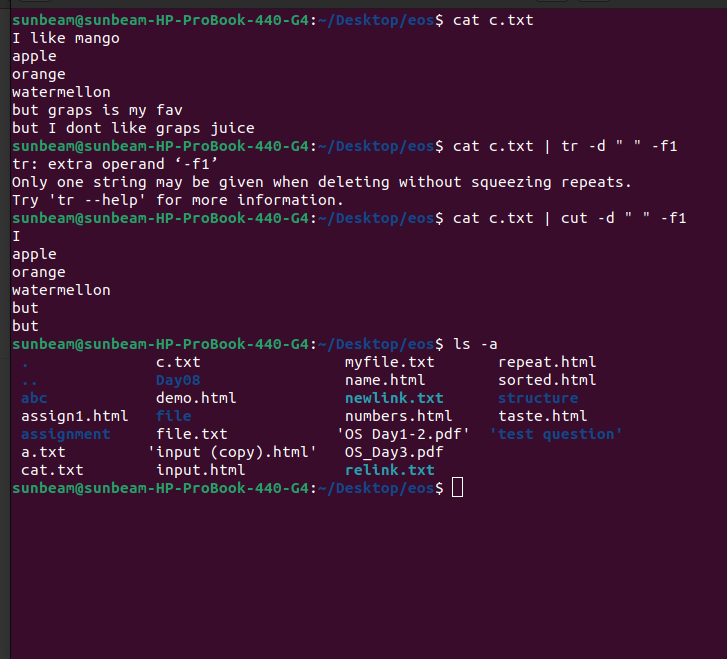 sunbeam@sunbeam-HP-ProBook-440-G4:~/Desktop/eos$ cat c.txt
I like mango
apple
orange
watermellon
but graps is my fav
but I dont like graps juice
sunbeam@sunbeam-HP-ProBook-440-G4:~/Desktop/eos$ cat c.txt | tr -d " " -f1
tr: extra operand ‘-f1’
Only one string may be given when deleting without squeezing repeats.
Try 'tr --help' for more information.
sunbeam@sunbeam-HP-ProBook-440-G4:~/Desktop/eos$ cat c.txt | cut -d " " -f1
I
apple
orange
watermellon
but
but
sunbeam@sunbeam-HP-ProBook-440-G4:~/Desktop/eos$ ls -a
. c.txt myfile.txt repeat.html
.. Day08 name.html sorted.html
abc demo.html newlink.txt structure
assign1.html file numbers.html taste.html
assignment file.txt 'OS Day1-2.pdf' 'test question'
a.txt 'input (copy).html' OS_Day3.pdf
cat.txt input.html relink.txt
sunbeam@sunbeam-HP-ProBook-440-G4:~/Desktop/eos$